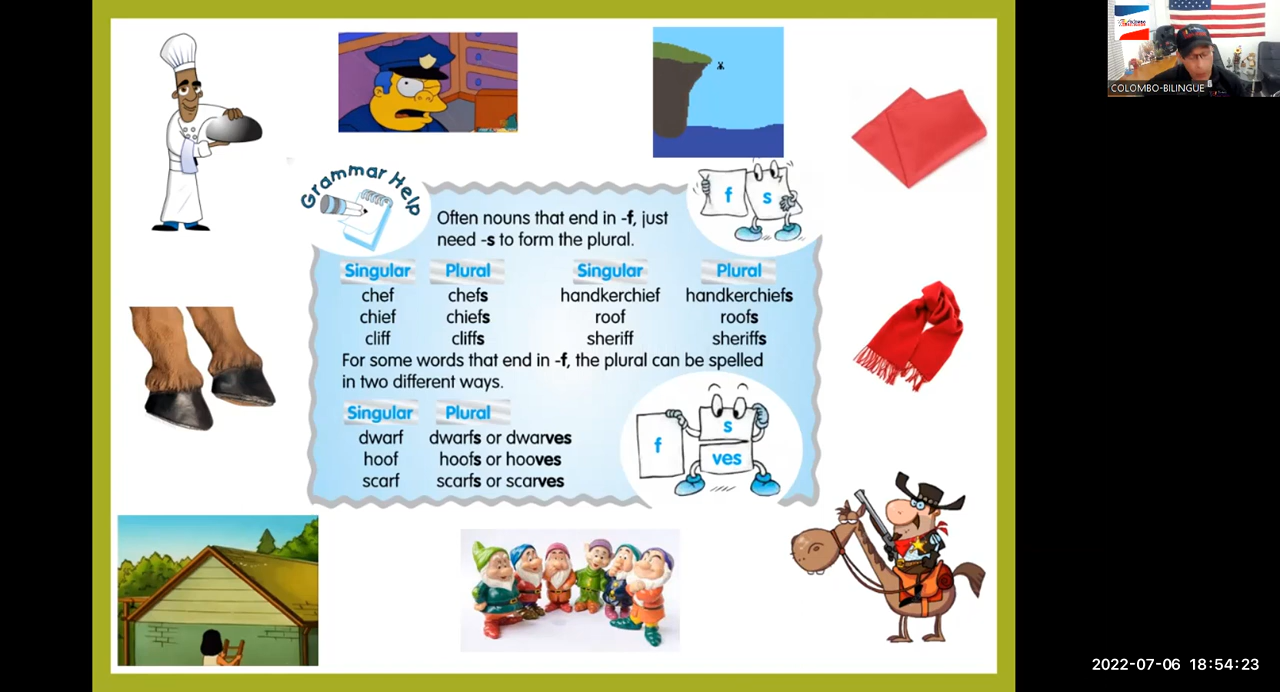 COLOMBO-BILINGUE
Grammar Help
f s
Often nouns that end in -f, just
need -s to form the plural.
Singular Plural Singular Plural
chef chefs handkerchief handkerchiefs
chief chiefs roof roofs
cliff cliffs sheriff sheriffs
For some words that end in -f, the plural can be spelled
in two different ways.
Singular Plural
dwarf dwarfs or dwarves
hoof hoofs or hooves
scarf scarfs or scarves
f s
ves
2022-07-06 18:54:23